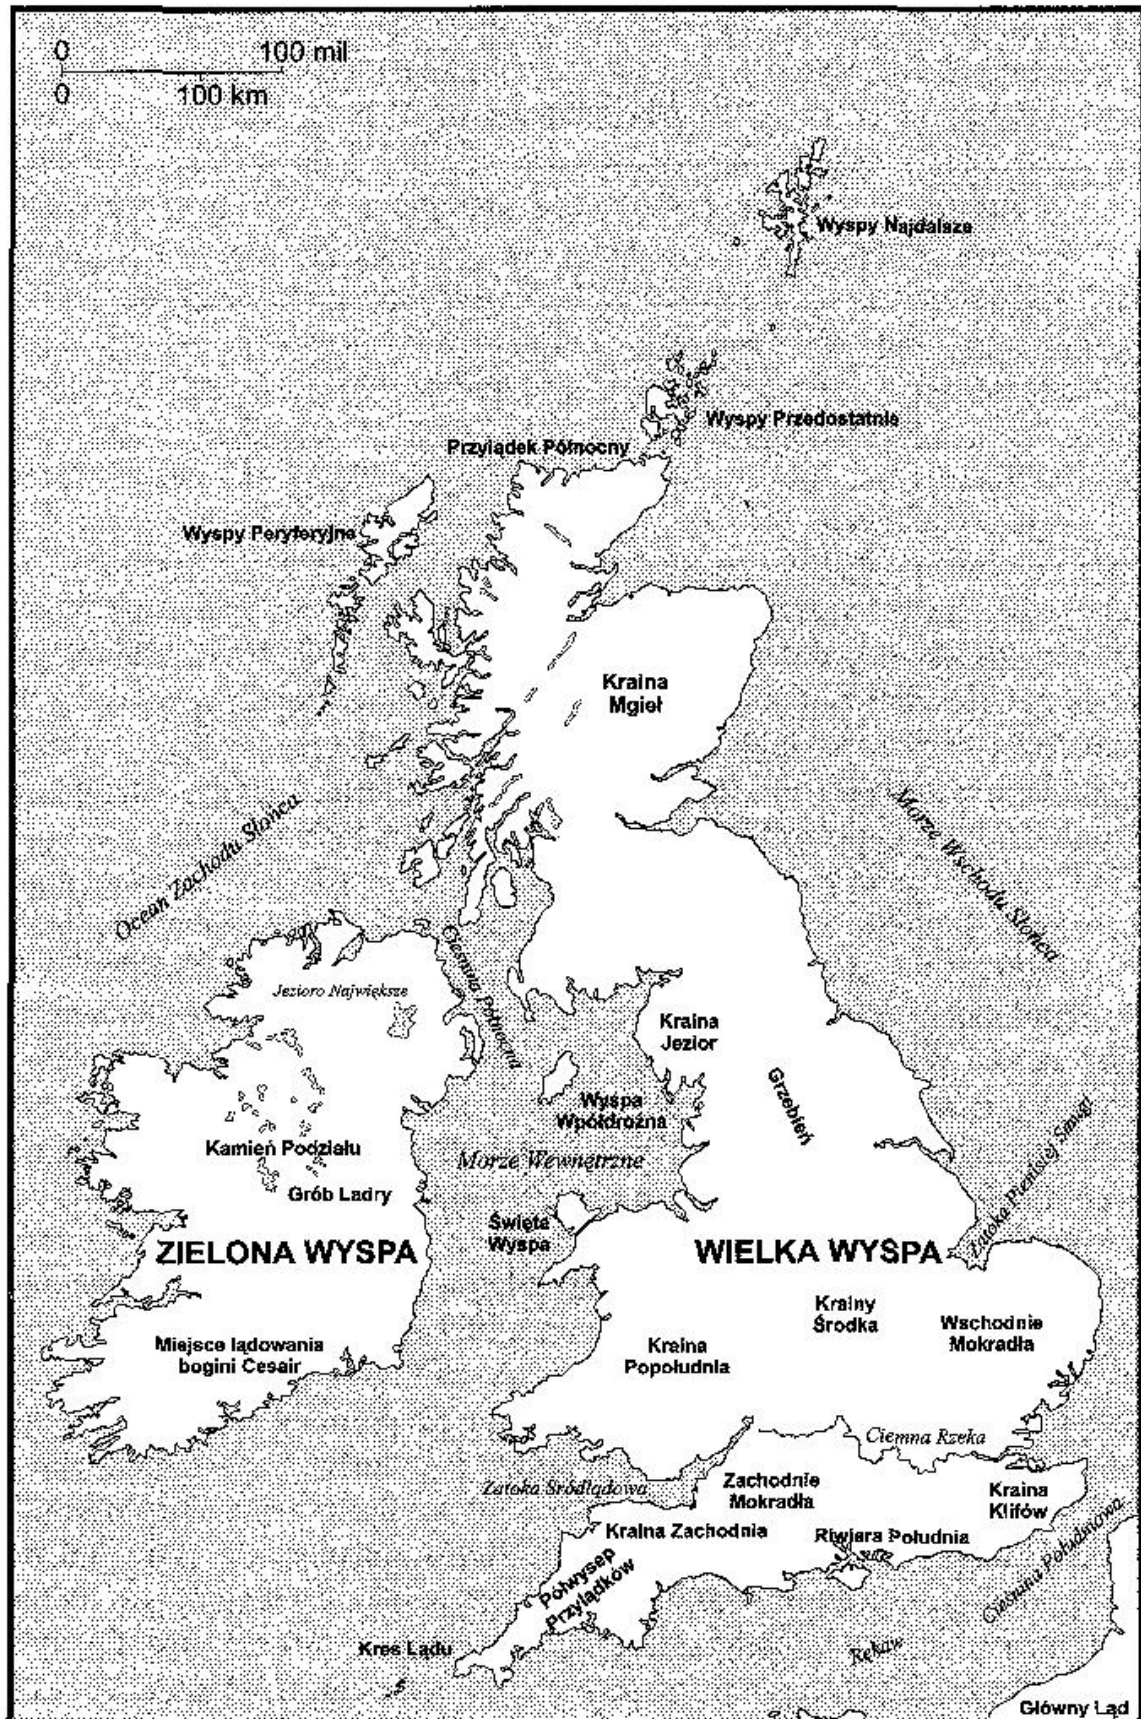 0 100 mil
0 100 km
Wyspy Najdalsze
Wyspy Przedostatnie
Przylądek Północny
Wyspy Peryferyjne
Kraina
Mgieł
Ocean Zachodu Słońca
Morze Wschodu Słońca
Cieśnina Północna
Jezioro Największe
Kraina
Jezior
Wyspa
Wpółdrożna
Grzebień
Kamień Podziału
Morze Wewnętrzne
Grób Ladry
Zatoka Pienistej Smugi
Święta
Wyspa
ZIELONA WYSPA
WIELKA WYSPA
Krainy
Środka
Wschodnie
Mokradła
Miejsce lądowania
bogini Cesair
Kraina
Popołudnia
Ciemna Rzeka
Zatoka Śródlądowa
Zachodnie
Mokradła
Kraina
Klifów
Kraina Zachodnia
Riwiera Południa
Cieśnina Południowa
Półwysep
Przylądków
Kres Lądu
Rękaw
Główny Ląd